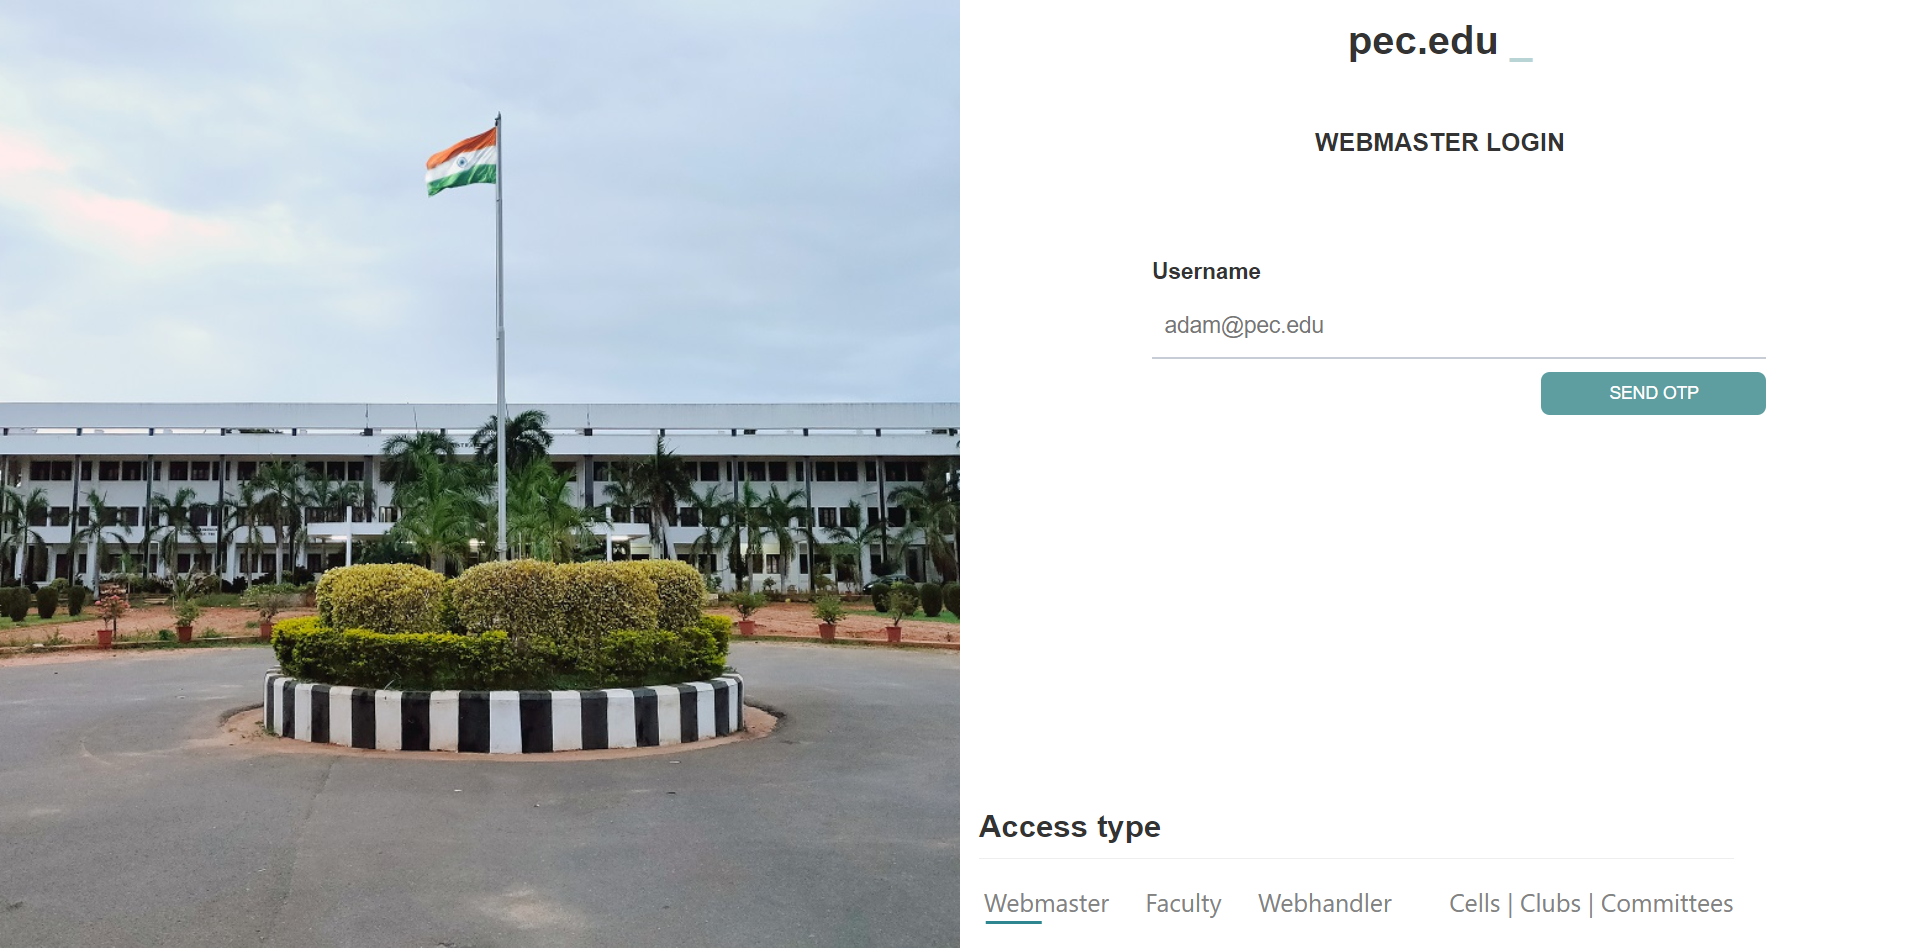 pec.edu _
WEBMASTER LOGIN
Username
adam@pec.edu
SEND OTP
Access type
Webmaster Faculty Webhandler Cells | Clubs | Committees